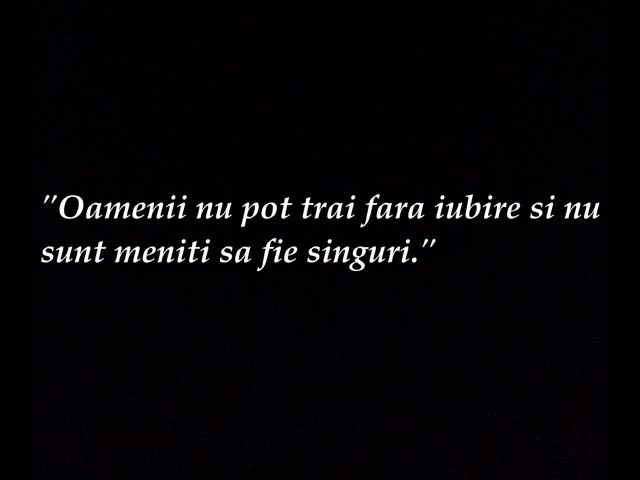 "Oamenii nu pot trai fara iubire si nu
sunt meniti sa fie singuri."